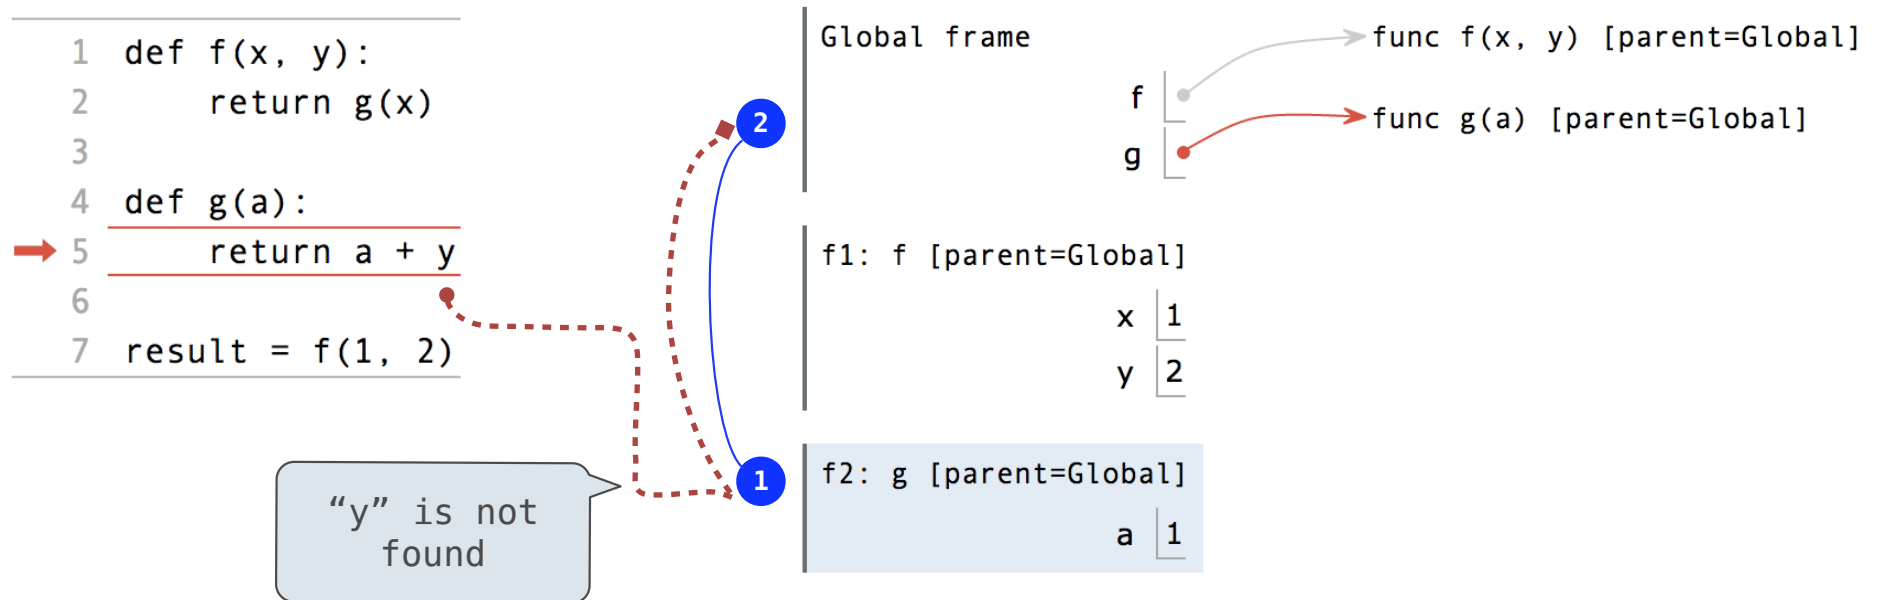 1 def f(x, y):
2 return g(x)
3
4 def g(a):
5 return a + y
6
7 result = f(1, 2)
“y” is not
found
2
1
Global frame
f
g
func f(x, y) [parent=Global]
func g(a) [parent=Global]
f1: f [parent=Global]
x 1
y 2
f2: g [parent=Global]
a 1